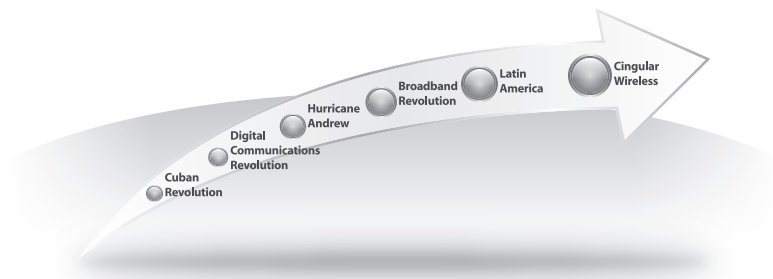 Cuban
Revolution
Digital
Communications
Revolution
Hurricane
Andrew
Broadband
Revolution
Latin
America
Cingular
Wireless